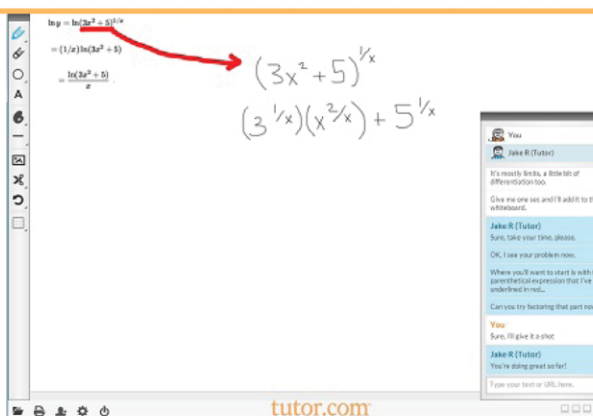 ln y = ln(3x² + 5)^{1/x}
= (1/x)ln(3x² + 5)
= ln(3x² + 5) / x
(3x² + 5)^{1/x}
(3^{1/x})(x^{2/x}) + 5^{1/x}
A
You
Jake R (Tutor)
It's mostly limits, a little bit of
differentiation too.
Give me one sec and I'll add it to th
whiteboard.
Jake R (Tutor)
Sure, take your time, please.
OK, I see your problem now.
Where you'll want to start is with
parenthetical expression that I've
underlined in red...
Can you try factoring that part
You
Sure, I'll give it a shot
Jake R (Tutor)
You're doing great so far!
Type your text or URL here.
tutor.com